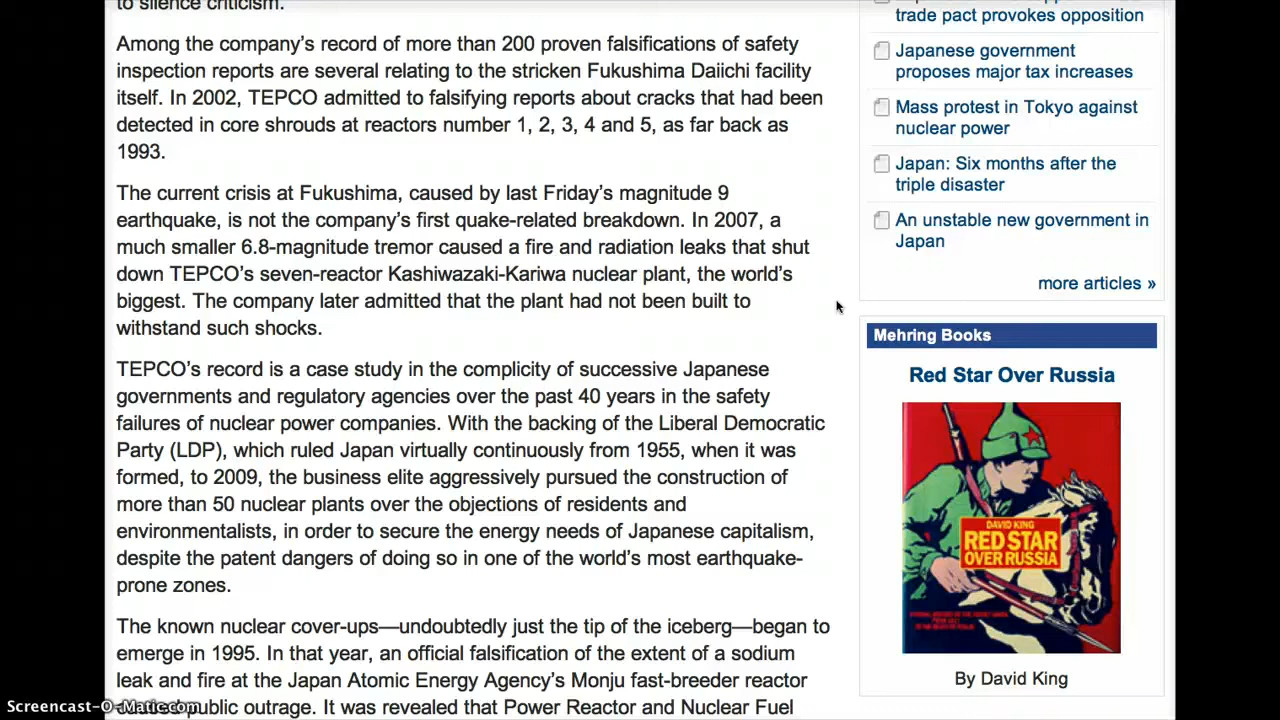 to silence criticism.
Among the company's record of more than 200 proven falsifications of safety
inspection reports are several relating to the stricken Fukushima Daiichi facility
itself. In 2002, TEPCO admitted to falsifying reports about cracks that had been
detected in core shrouds at reactors number 1, 2, 3, 4 and 5, as far back as
1993.
The current crisis at Fukushima, caused by last Friday's magnitude 9
earthquake, is not the company's first quake-related breakdown. In 2007, a
much smaller 6.8-magnitude tremor caused a fire and radiation leaks that shut
down TEPCO's seven-reactor Kashiwazaki-Kariwa nuclear plant, the world's
biggest. The company later admitted that the plant had not been built to
withstand such shocks.
TEPCO's record is a case study in the complicity of successive Japanese
governments and regulatory agencies over the past 40 years in the safety
failures of nuclear power companies. With the backing of the Liberal Democratic
Party (LDP), which ruled Japan virtually continuously from 1955, when it was
formed, to 2009, the business elite aggressively pursued the construction of
more than 50 nuclear plants over the objections of residents and
environmentalists, in order to secure the energy needs of Japanese capitalism,
despite the patent dangers of doing so in one of the world's most earthquake-
prone zones.
The known nuclear cover-ups—undoubtedly just the tip of the iceberg—began to
emerge in 1995. In that year, an official falsification of the extent of a sodium
leak and fire at the Japan Atomic Energy Agency's Monju fast-breeder reactor
public outrage. It was revealed that Power Reactor and Nuclear Fuel
trade pact provokes opposition
Japanese government
proposes major tax increases
Mass protest in Tokyo against
nuclear power
Japan: Six months after the
triple disaster
An unstable new government in
Japan
more articles »
Mehring Books
Red Star Over Russia
DAVID KING
RED STAR
OVER RUSSIA
By David King
Screencast-O-Matic.com